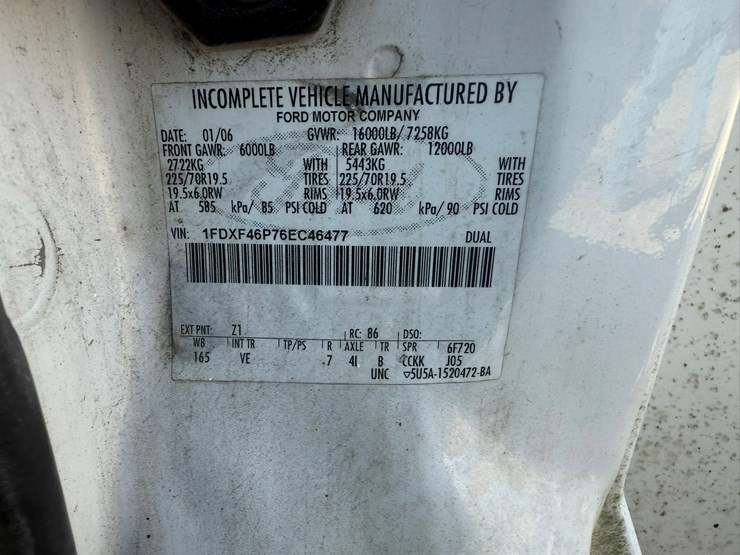 INCOMPLETE VEHICLE MANUFACTURED BY
FORD MOTOR COMPANY
DATE: 01/06 GVWR: 16000LB/7258KG
FRONT GAWR: 6000LB REAR GAWR: 12000LB
2722KG WITH 5443KG WITH
225/70R19.5 TIRES 225/70R19.5 TIRES
19.5x6.0RW RIMS 19.5x6.0RW RIMS
AT 585 kPa/ 85 PSI COLD AT 620 kPa/ 90 PSI COLD
VIN: 1FDXF46P76EC46477 DUAL
EXT PNT: Z1 RC: 86 DSO:
WB INT TR TP/PS R AXLE TR SPR 6F720
165 VE 7 4I B CCKK J05
UNC ▽5U5A-1520472-BA